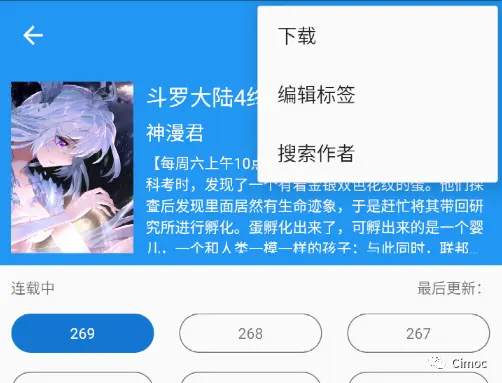 下载
编辑标签
搜索作者
斗罗大陆4终
神漫君
【每周六上午10点
科考时，发现了一个有着金银双色花纹的蛋。他们探
查后发现里面居然有生命迹象，于是赶忙将其带回研
究所进行孵化。蛋孵化出来了，可孵出来的是一个婴
儿，一个和人类一模一样的孩子；与此同时，联邦...
连载中
最后更新：
269
268
267
Cimoc